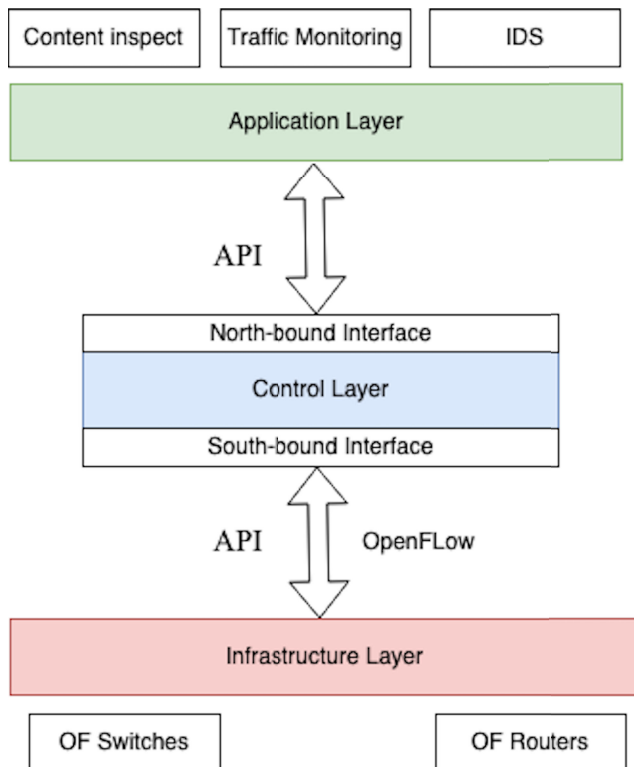 Content inspect
Traffic Monitoring
IDS
Application Layer
API
North-bound Interface
Control Layer
South-bound Interface
API
OpenFLow
Infrastructure Layer
OF Switches
OF Routers